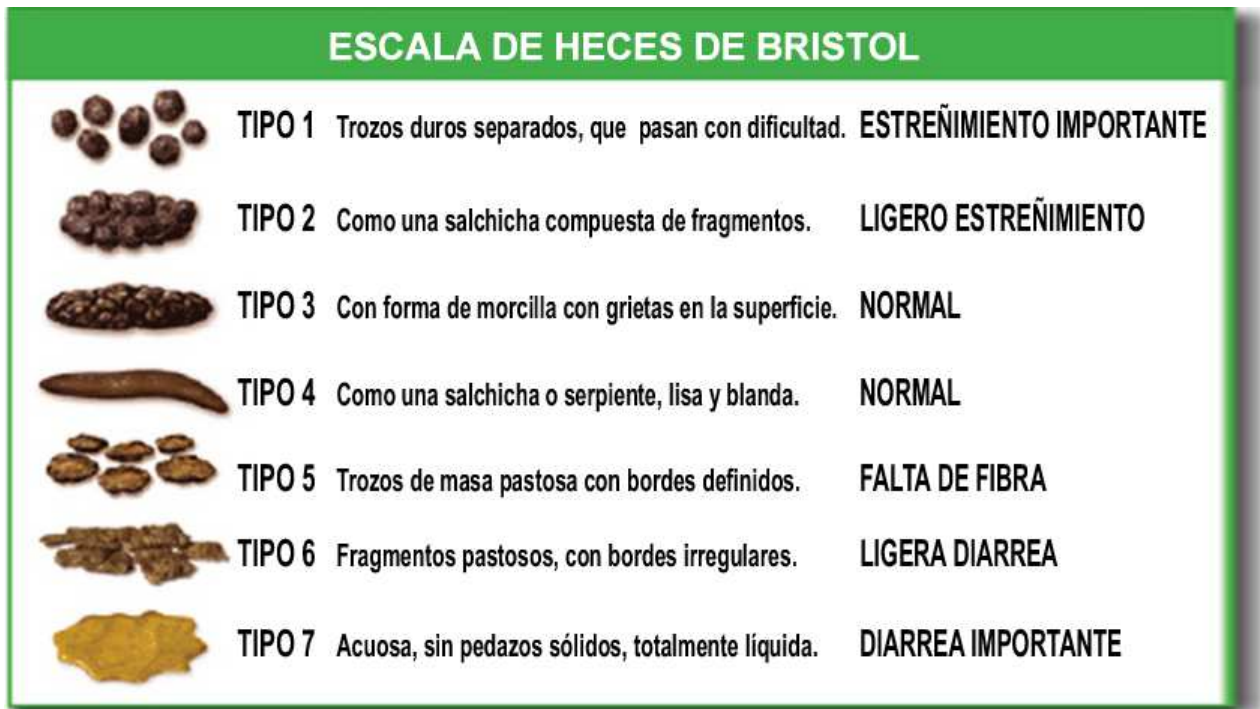 ESCALA DE HECES DE BRISTOL
TIPO 1 Trozos duros separados, que pasan con dificultad. ESTREÑIMIENTO IMPORTANTE
TIPO 2 Como una salchicha compuesta de fragmentos. LIGERO ESTREÑIMIENTO
TIPO 3 Con forma de morcilla con grietas en la superficie. NORMAL
TIPO 4 Como una salchicha o serpiente, lisa y blanda. NORMAL
TIPO 5 Trozos de masa pastosa con bordes definidos. FALTA DE FIBRA
TIPO 6 Fragmentos pastosos, con bordes irregulares. LIGERA DIARREA
TIPO 7 Acuosa, sin pedazos sólidos, totalmente líquida. DIARREA IMPORTANTE